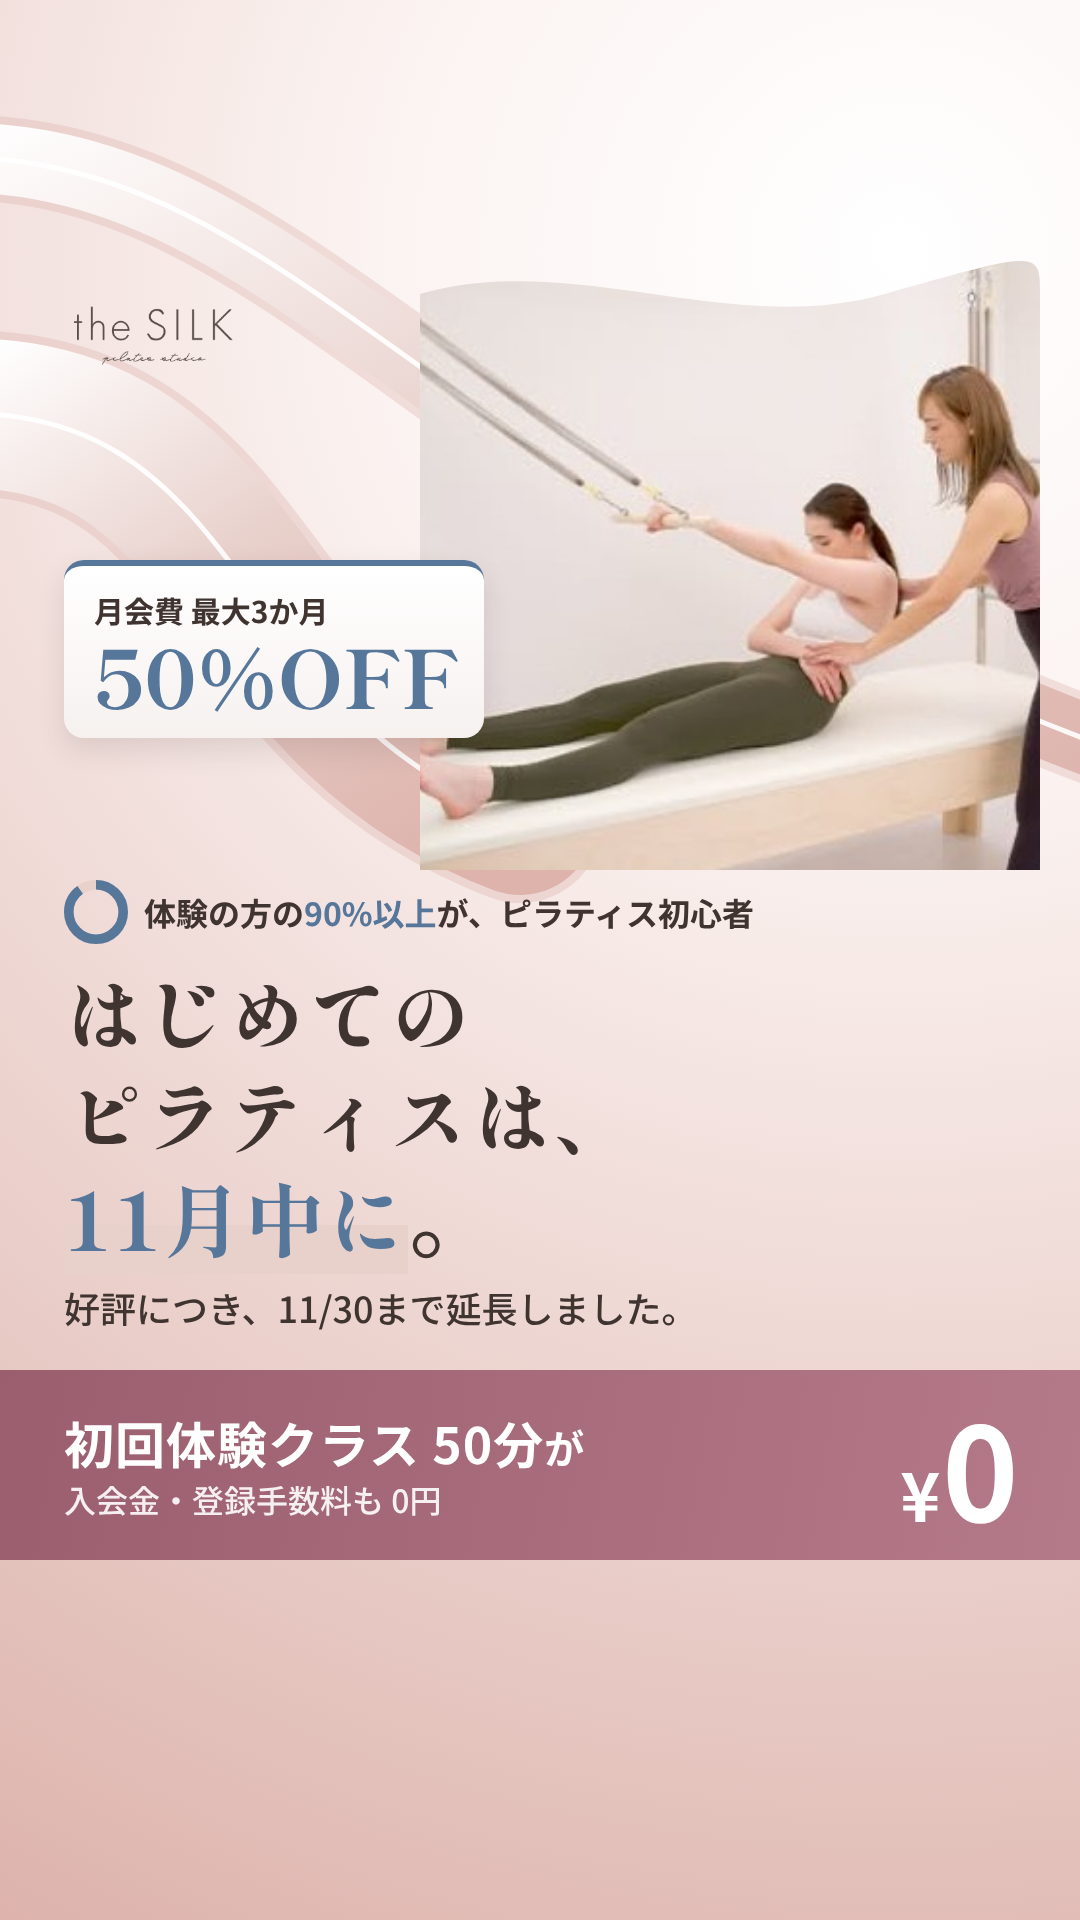 the SILK
pilates studio
月会費 最大3か月
50%OFF
体験の方の90%以上が、ピラティス初心者
はじめての
ピラティスは、
11月中に。
好評につき、11/30まで延長しました。
初回体験クラス 50分が
入会金・登録手数料も 0円
¥0